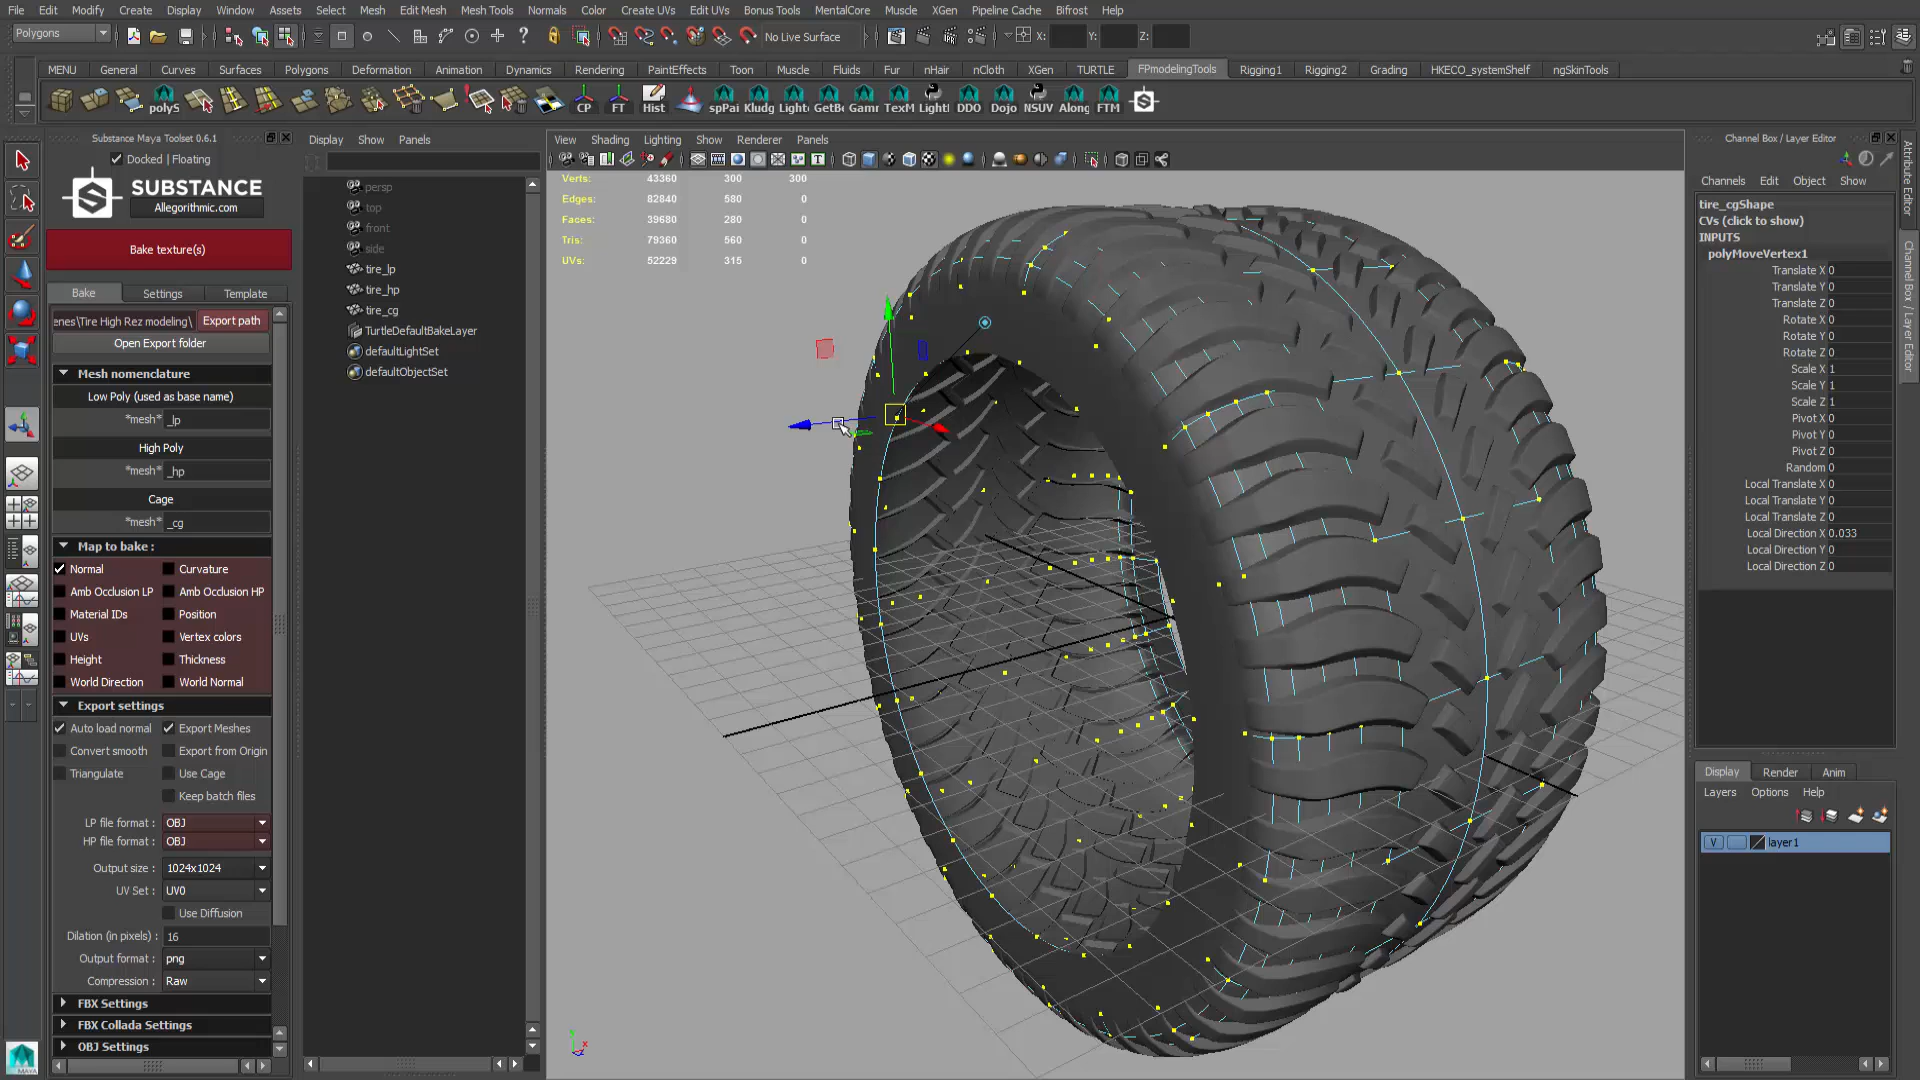 File Edit Modify Create Display Window Assets Select Mesh Edit Mesh Mesh Tools Normals Color Create UVs Edit UVs Bonus Tools MentalCore Muscle XGen Pipeline Cache Bifrost Help
Polygons No Live Surface X: Y: Z:
MENU General Curves Surfaces Polygons Deformation Animation Dynamics Rendering PaintEffects Toon Muscle Fluids Fur nHair nCloth XGen TURTLE FPmodelingTools Rigging1 Rigging2 Grading HKECO_systemShelf ngSkinTools
polyS CP FT Hist spPai Kludg Light GetBe Game TexM Light DDO Dojo NSUV Along FTM
Substance Maya Toolset 0.6.1
Docked | Floating
SUBSTANCE
Allegorithmic.com
Bake texture(s)
Bake Settings Template
enes\Tire High Rez modeling\ Export path
Open Export folder
Mesh nomenclature
Low Poly (used as base name)
*mesh* _lp
High Poly
*mesh* _hp
Cage
*mesh* _cg
Map to bake :
Normal Curvature
Amb Occlusion LP Amb Occlusion HP
Material IDs Position
UVs Vertex colors
Height Thickness
World Direction World Normal
Export settings
Auto load normal Export Meshes
Convert smooth Export from Origin
Triangulate Use Cage
Keep batch files
LP file format : OBJ
HP file format : OBJ
Output size : 1024x1024
UV Set : UV0
Use Diffusion
Dilation (in pixels) : 16
Output format : png
Compression : Raw
FBX Settings
FBX Collada Settings
OBJ Settings
Display Show Panels
persp
top
front
side
tire_lp
tire_hp
tire_cg
TurtleDefaultBakeLayer
defaultLightSet
defaultObjectSet
View Shading Lighting Show Renderer Panels
Verts: 43360 300 300
Edges: 82840 580 0
Faces: 39680 280 0
Tris: 79360 560 0
UVs: 52229 315 0
Channel Box / Layer Editor
Channels Edit Object Show
tire_cgShape
CVs (click to show)
INPUTS
polyMoveVertex1
Translate X 0
Translate Y 0
Translate Z 0
Rotate X 0
Rotate Y 0
Rotate Z 0
Scale X 1
Scale Y 1
Scale Z 1
Pivot X 0
Pivot Y 0
Pivot Z 0
Random 0
Local Translate X 0
Local Translate Y 0
Local Translate Z 0
Local Direction X 0.033
Local Direction Y 0
Local Direction Z 0
Display Render Anim
Layers Options Help
V layer1
Attribute Editor
Channel Box / Layer Editor